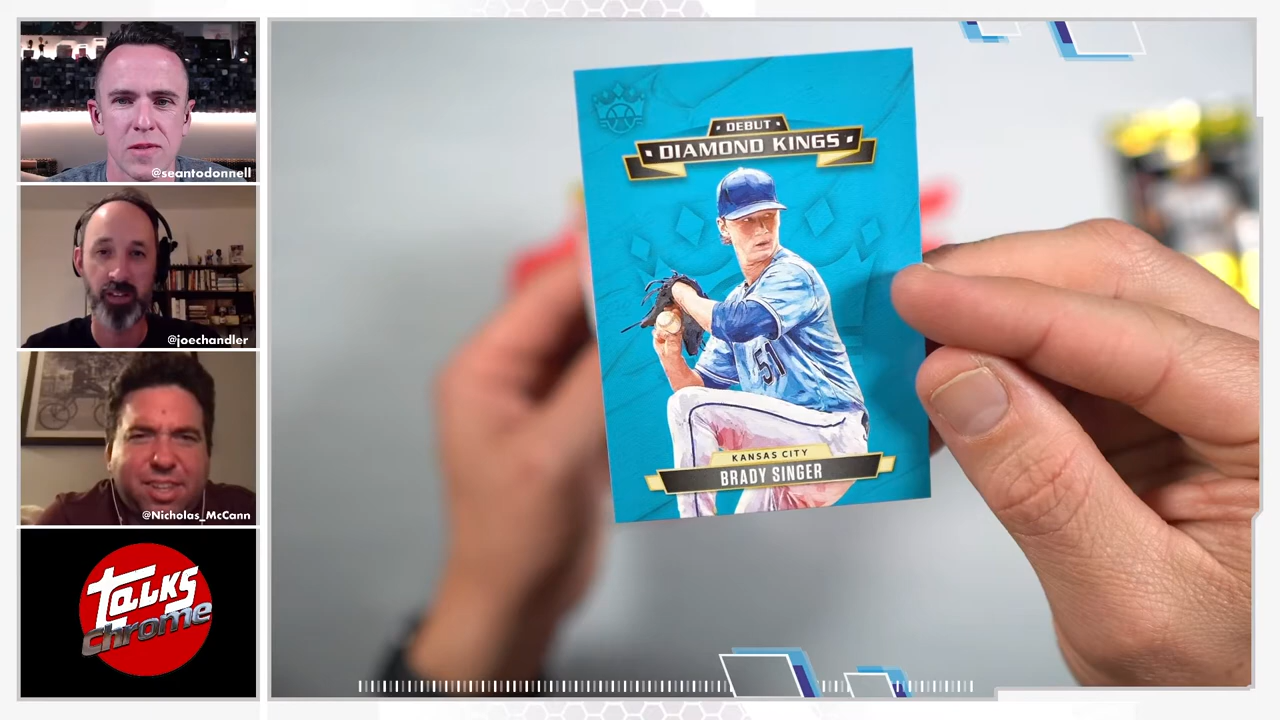 @seantodonnell
@joechandler
@Nicholas_McCann
Talks
Chrome
DEBUT
DIAMOND KINGS
51
KANSAS CITY
BRADY SINGER